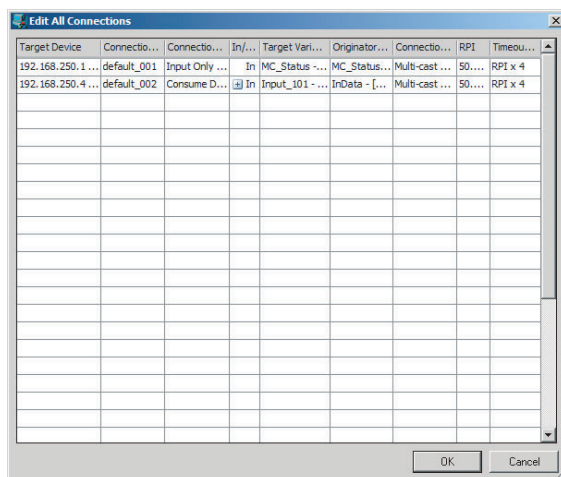 Edit All Connections
Target Device Connectio... Connectio... In/... Target Vari... Originator... Connectio... RPI Timeou...
192.168.250.1 ... default_001 Input Only ... In MC_Status -... MC_Status... Multi-cast ... 50.... RPI x 4
192.168.250.4 ... default_002 Consume D... In Input_101 - ... InData - [... Multi-cast ... 50.... RPI x 4
OK Cancel